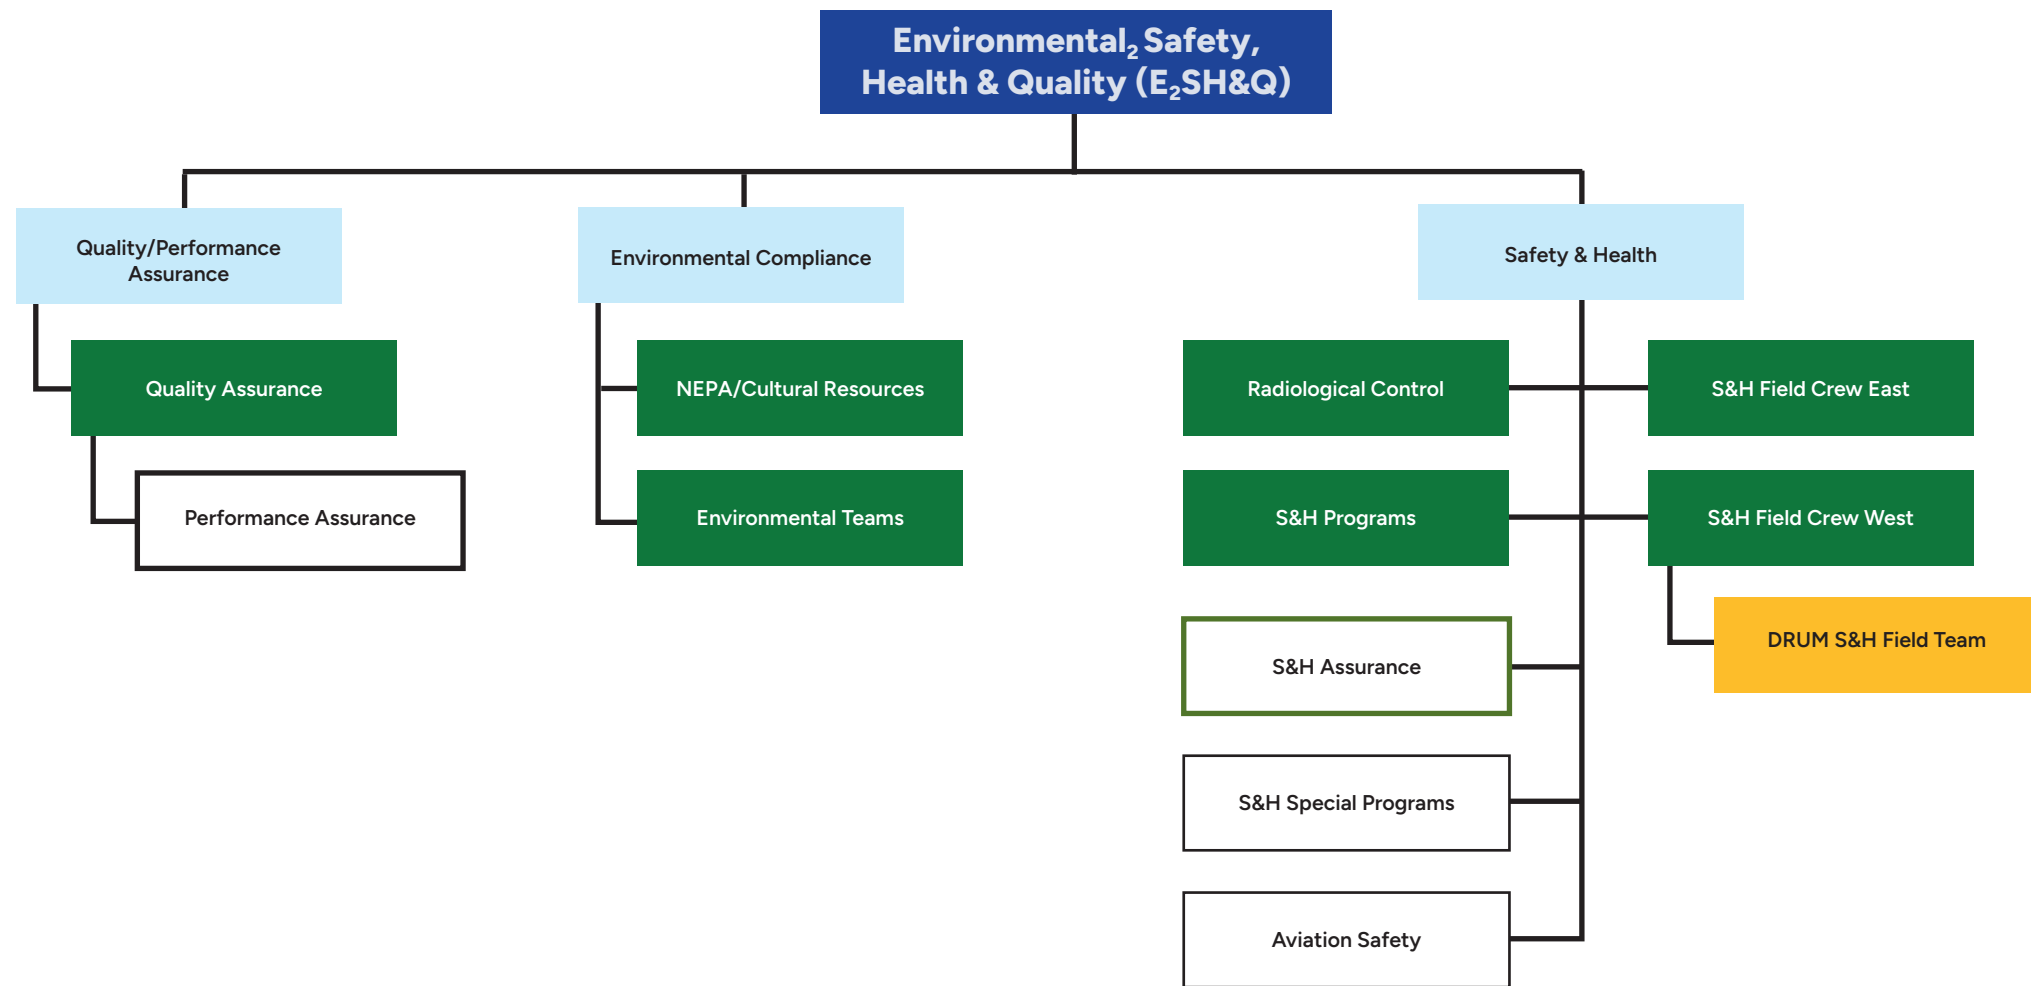 Environmental₂ Safety,
Health & Quality (E₂SH&Q)
Quality/Performance
Assurance
Environmental Compliance
Safety & Health
Quality Assurance
NEPA/Cultural Resources
Radiological Control
S&H Field Crew East
Performance Assurance
Environmental Teams
S&H Programs
S&H Field Crew West
DRUM S&H Field Team
S&H Assurance
S&H Special Programs
Aviation Safety